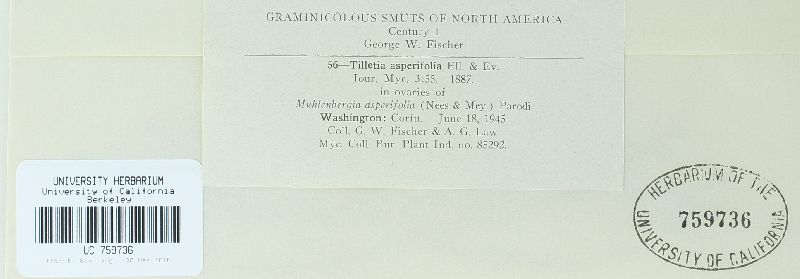 GRAMINICOLOUS SMUTS OF NORTH AMERICA
Century 1
George W. Fischer
56—Tilletia asperifolia Ell. & Ev.
Jour. Myc. 3:55. 1887.
in ovaries of
Muhlenbergia asperifolia (Nees & Mey.) Parodi
Washington: Corfu. June 18, 1945
Coll. G. W. Fischer & A. G. Law
Myc. Coll. Bur. Plant Ind. no. 85292.
UNIVERSITY HERBARIUM
University of California
Berkeley
UC 759736
HERBARIUM OF THE
759736
UNIVERSITY OF CALIFORNIA